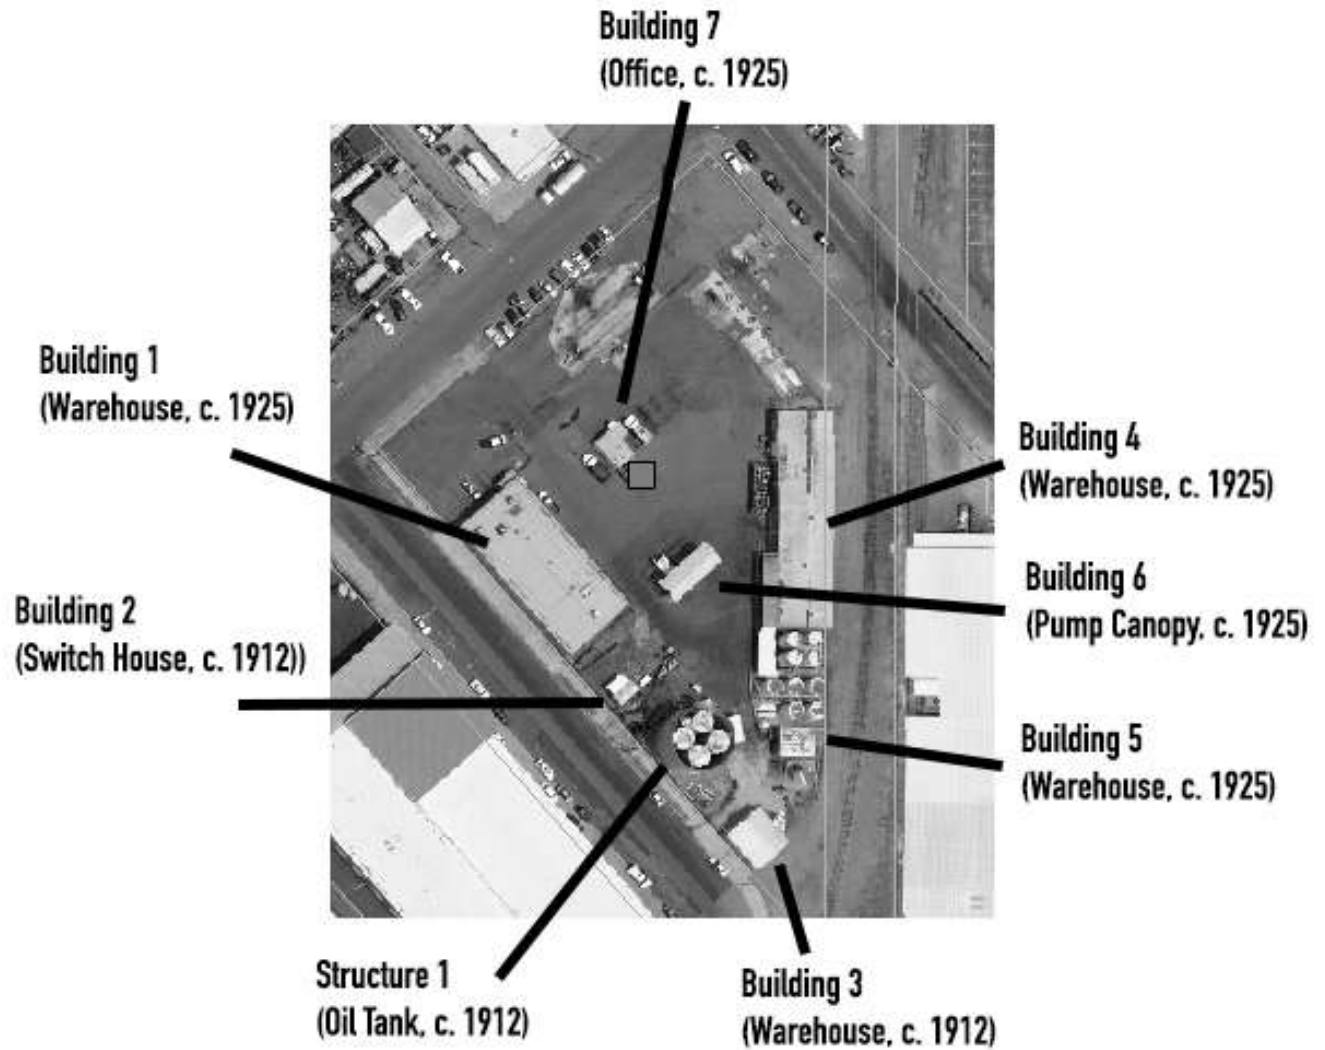 Building 7
(Office, c. 1925)
Building 1
(Warehouse, c. 1925)
Building 4
(Warehouse, c. 1925)
Building 6
(Pump Canopy, c. 1925)
Building 2
(Switch House, c. 1912))
Building 5
(Warehouse, c. 1925)
Structure 1
(Oil Tank, c. 1912)
Building 3
(Warehouse, c. 1912)